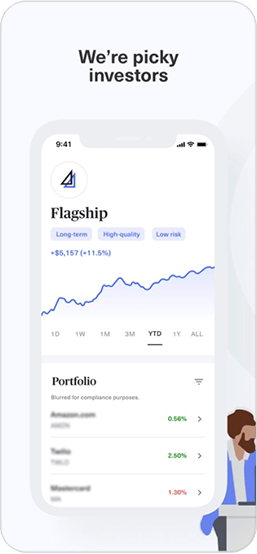 We're picky
investors
9:41
Flagship
Long-term High-quality Low risk
+$5,157 (+11.5%)
1D 1W 1M 3M YTD 1Y ALL
Portfolio
Blurred for compliance purposes.
Amazon.com
0.56%
AMZN
Twilio
2.50%
TWLO
Mastercard
1.30%
MA